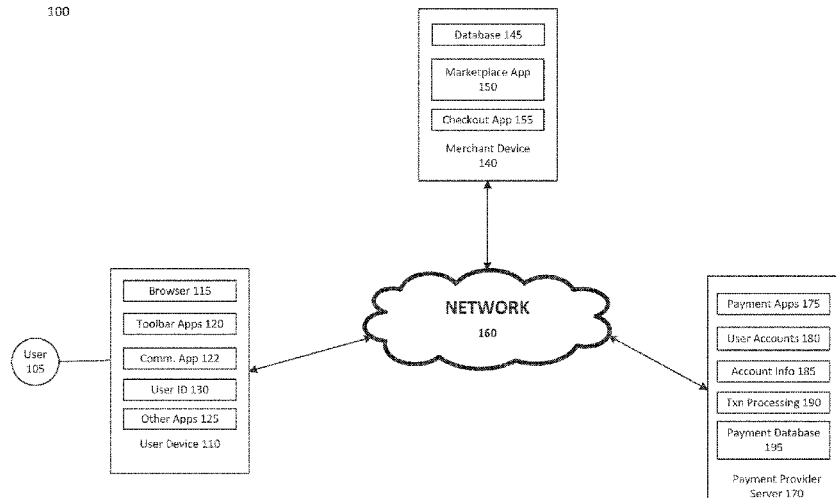 100
Database 145
Marketplace App
150
Checkout App 155
Merchant Device
140
Browser 115
Toolbar Apps 120
Comm. App 122
User ID 130
Other Apps 125
User Device 110
User
105
NETWORK
160
Payment Apps 175
User Accounts 180
Account Info 185
Txn Processing 190
Payment Database
195
Payment Provider
Server 170